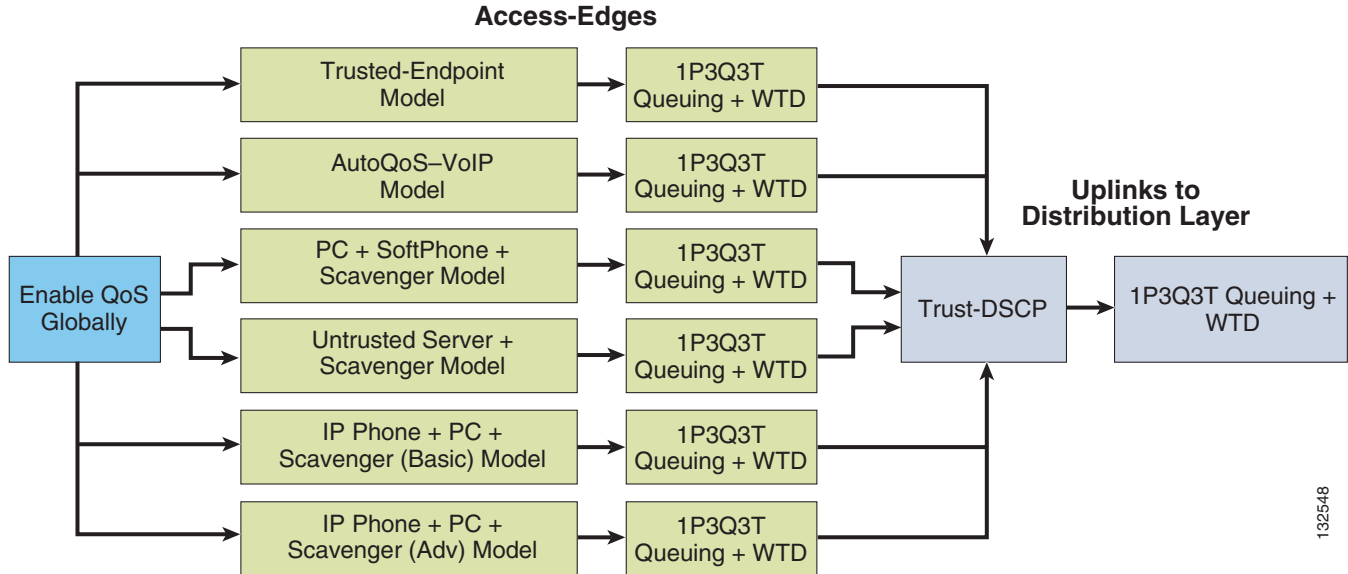 Access-Edges
Trusted-Endpoint
Model
1P3Q3T
Queuing + WTD
AutoQoS–VoIP
Model
1P3Q3T
Queuing + WTD
Uplinks to
Distribution Layer
PC + SoftPhone +
Scavenger Model
1P3Q3T
Queuing + WTD
Enable QoS
Globally
Trust-DSCP
1P3Q3T Queuing +
WTD
Untrusted Server +
Scavenger Model
1P3Q3T
Queuing + WTD
IP Phone + PC +
Scavenger (Basic) Model
1P3Q3T
Queuing + WTD
IP Phone + PC +
Scavenger (Adv) Model
1P3Q3T
Queuing + WTD
132548